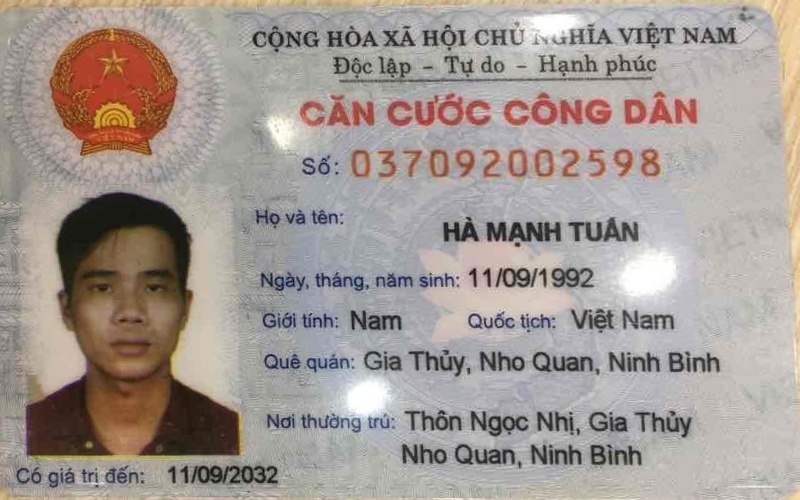 CỘNG HÒA XÃ HỘI CHỦ NGHĨA VIỆT NAM
Độc lập - Tự do - Hạnh phúc
CĂN CƯỚC CÔNG DÂN
Số: 037092002598
Họ và tên:
HÀ MẠNH TUẤN
Ngày, tháng, năm sinh: 11/09/1992
Giới tính: Nam Quốc tịch: Việt Nam
Quê quán: Gia Thủy, Nho Quan, Ninh Bình
Nơi thường trú: Thôn Ngọc Nhị, Gia Thủy
Nho Quan, Ninh Bình
Có giá trị đến: 11/09/2032